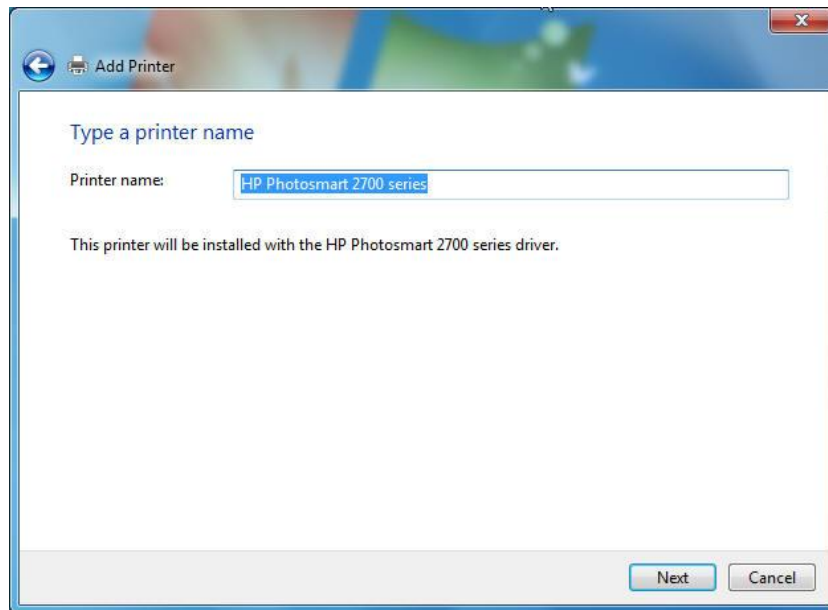 Add Printer
Type a printer name
Printer name: HP Photosmart 2700 series
This printer will be installed with the HP Photosmart 2700 series driver.
Next Cancel